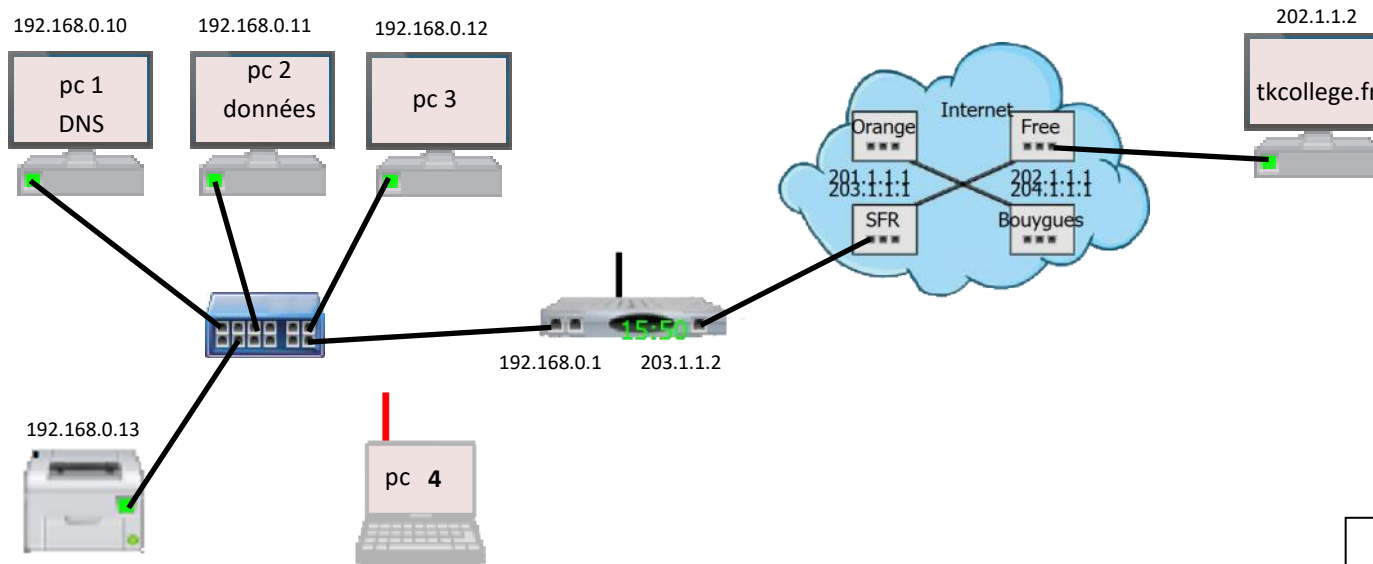 192.168.0.10
192.168.0.11
192.168.0.12
202.1.1.2
pc 1
DNS
pc 2
données
pc 3
tkcollege.fr
Internet
Orange
Free
201.1.1.1
202.1.1.1
203.1.1.1
204.1.1.1
SFR
Bouygues
15:50
192.168.0.1
203.1.1.2
192.168.0.13
pc 4